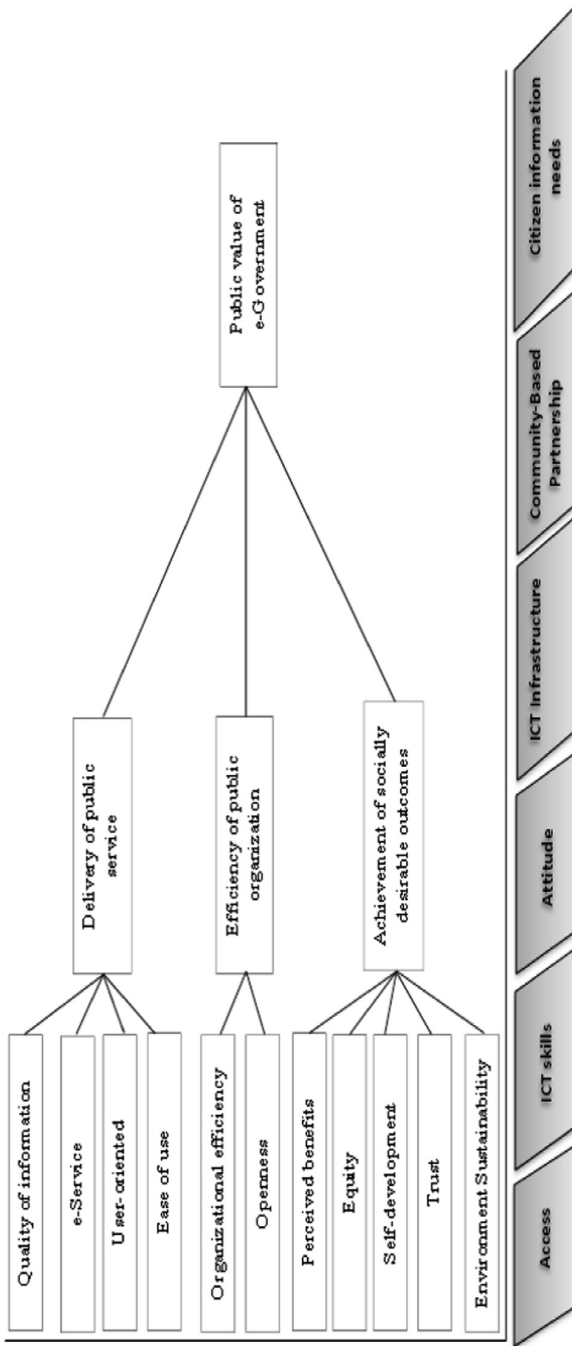 Quality of information
e-Service
User-oriented
Ease of use
Organizational efficiency
Openness
Perceived benefits
Equity
Self-development
Trust
Environment Sustainability
Delivery of public
service
Efficiency of public
organization
Achievement of socially
desirable outcomes
Public value of
e-Government
Access
ICT skills
Attitude
ICT Infrastructure
Community-Based
Partnership
Citizen information
needs